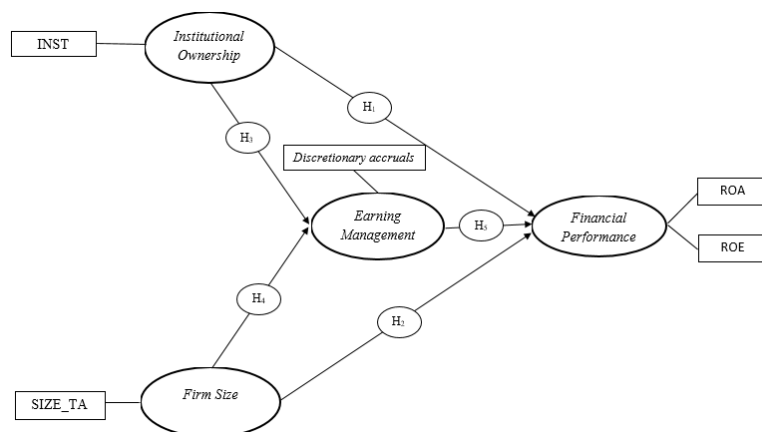 Institutional
Ownership
INST
H₁
H₃
Discretionary accruals
Earning
Management
H₅
Financial
Performance
ROA
ROE
H₄
H₂
Firm Size
SIZE_TA